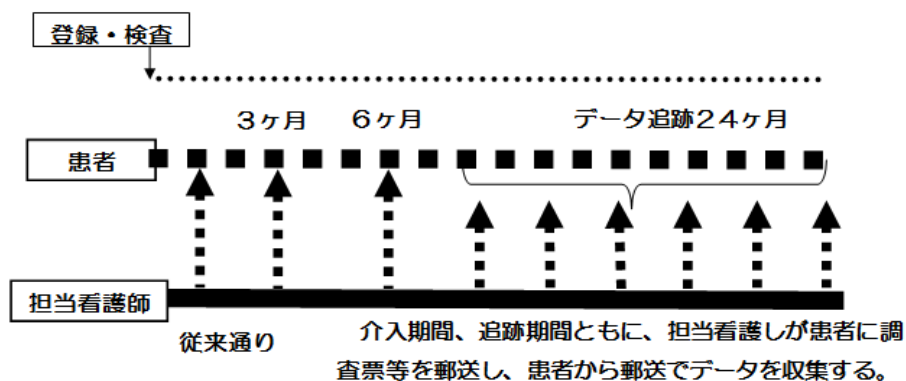 登録・検査
3ヶ月
6ヶ月
データ追跡24ヶ月
患者
担当看護師
従来通り
介入期間、追跡期間ともに、担当看護しが患者に調
査票等を郵送し、患者から郵送でデータを収集する。